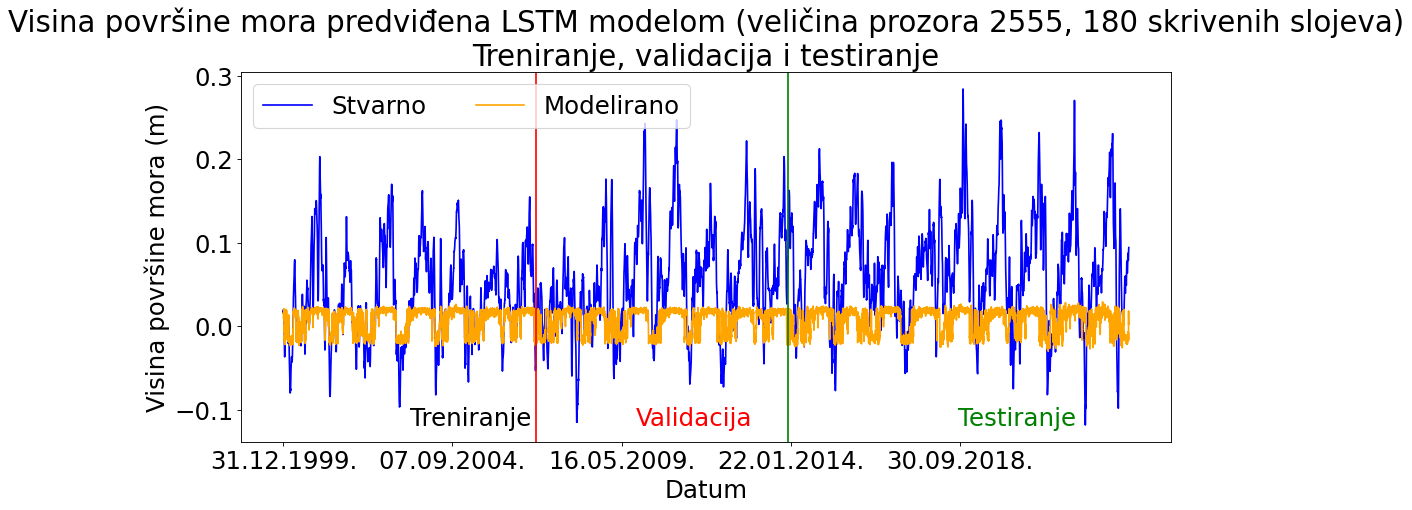 Visina površine mora predviđena LSTM modelom (veličina prozora 2555, 180 skrivenih slojeva)
Treniranje, validacija i testiranje
Stvarno
Modelirano
Visina površine mora (m)
0.3
0.2
0.1
0.0
−0.1
Treniranje
Validacija
Testiranje
31.12.1999.
07.09.2004.
16.05.2009.
22.01.2014.
30.09.2018.
Datum